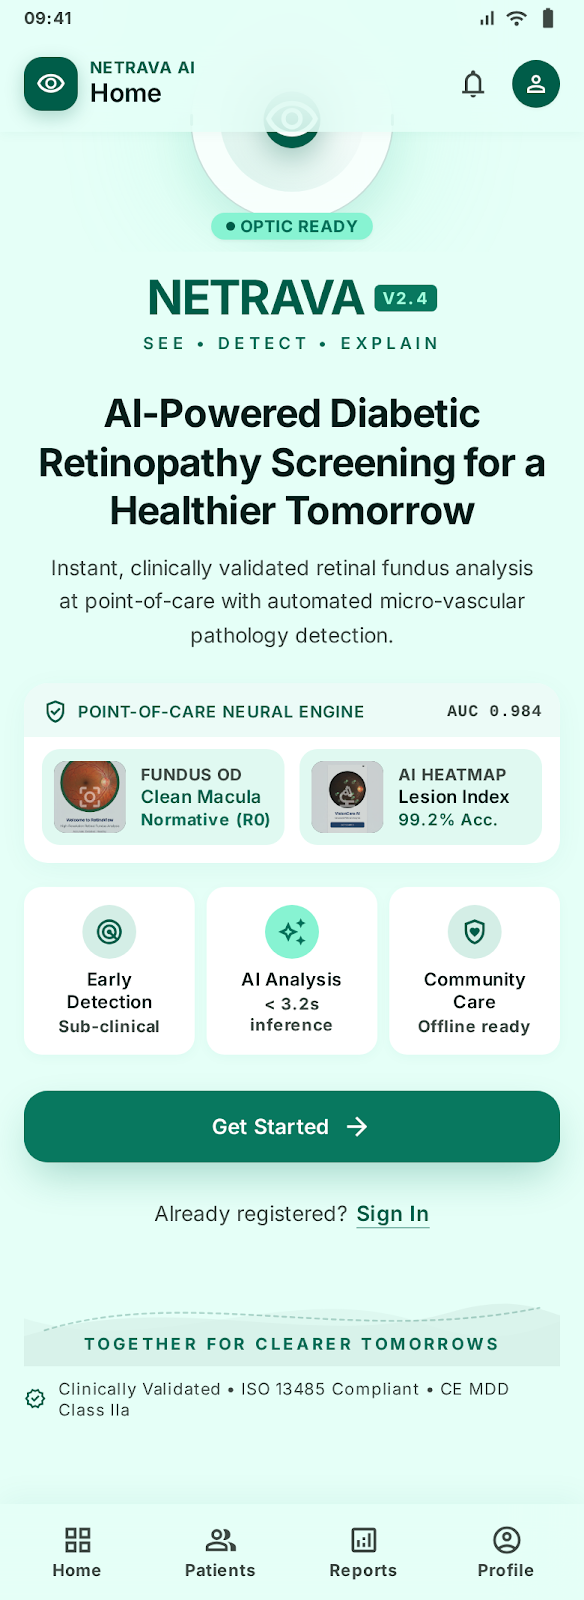 09:41
NETRAVA AI
Home
OPTIC READY
NETRAVA V2.4
SEE • DETECT • EXPLAIN
AI-Powered Diabetic
Retinopathy Screening for a
Healthier Tomorrow
Instant, clinically validated retinal fundus analysis
at point-of-care with automated micro-vascular
pathology detection.
POINT-OF-CARE NEURAL ENGINE AUC 0.984
FUNDUS OD
Clean Macula
Normative (R0)
AI HEATMAP
Lesion Index
99.2% Acc.
Early
Detection
Sub-clinical
AI Analysis
< 3.2s
inference
Community
Care
Offline ready
Get Started →
Already registered? Sign In
TOGETHER FOR CLEARER TOMORROWS
Clinically Validated • ISO 13485 Compliant • CE MDD
Class IIa
Home Patients Reports Profile